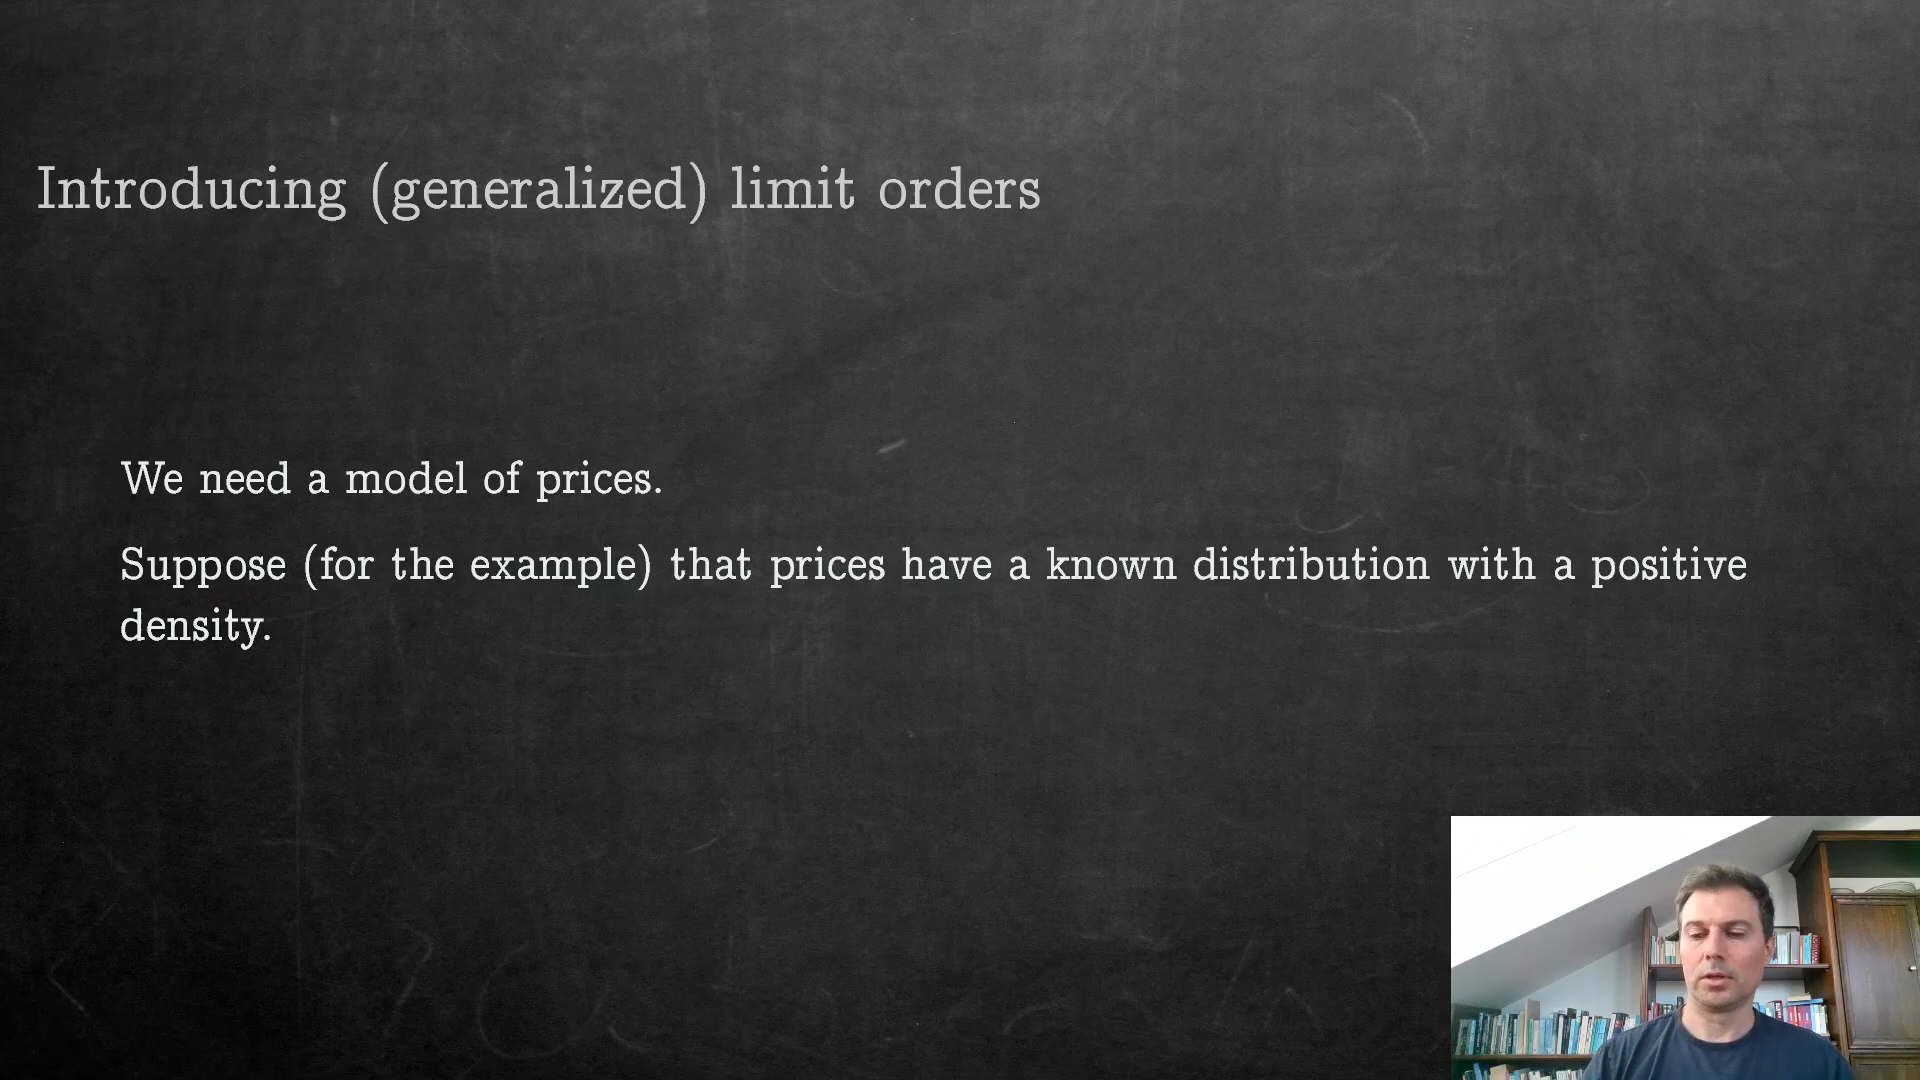 Introducing (generalized) limit orders
We need a model of prices.
Suppose (for the example) that prices have a known distribution with a positive
density.